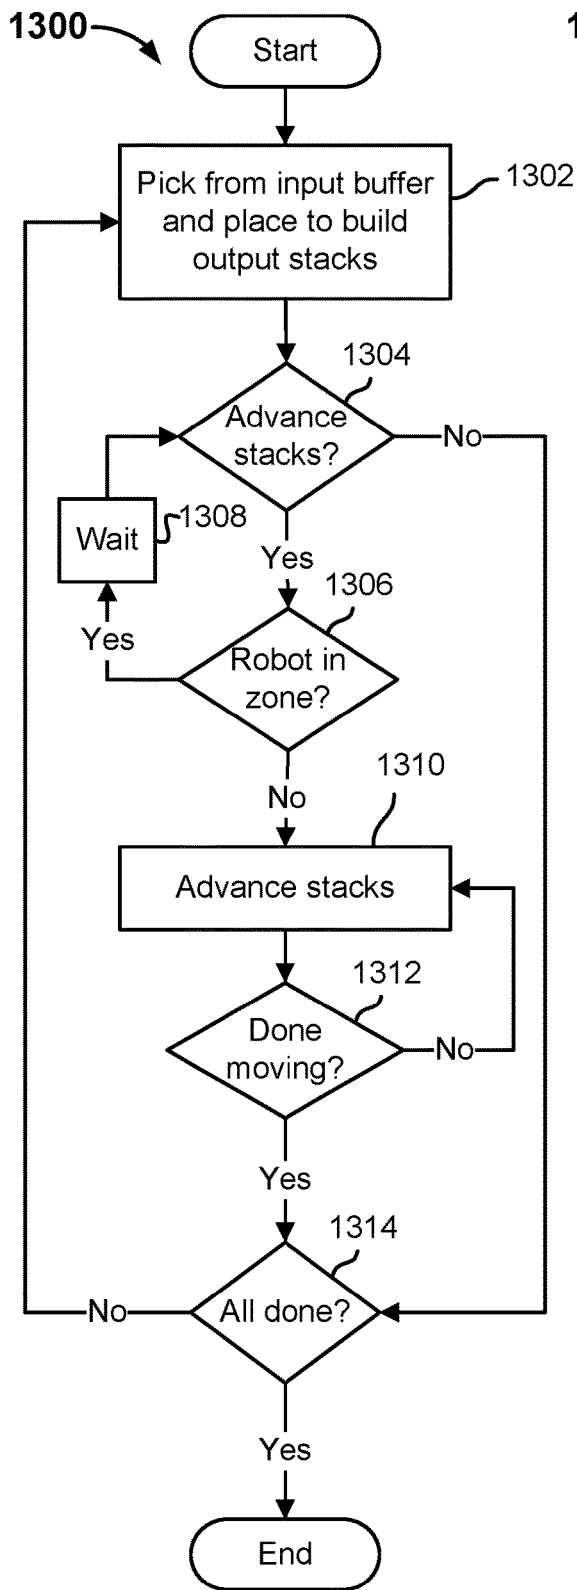 1300
1
Start
Pick from input buffer
and place to build
output stacks
1302
1304
Advance
stacks?
No
Wait
1308
Yes
1306
Yes
Robot in
zone?
No
1310
Advance stacks
1312
Done
moving?
No
Yes
1314
All done?
No
Yes
End